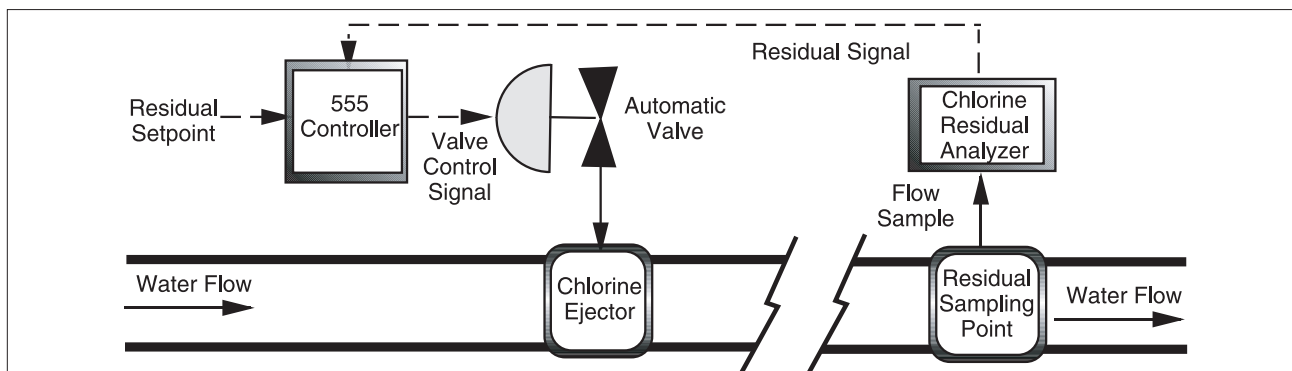 Residual Signal
Residual
Setpoint
555
Controller
Valve
Control
Signal
Automatic
Valve
Chlorine
Residual
Analyzer
Flow
Sample
Water Flow
Chlorine
Ejector
Residual
Sampling
Point
Water Flow